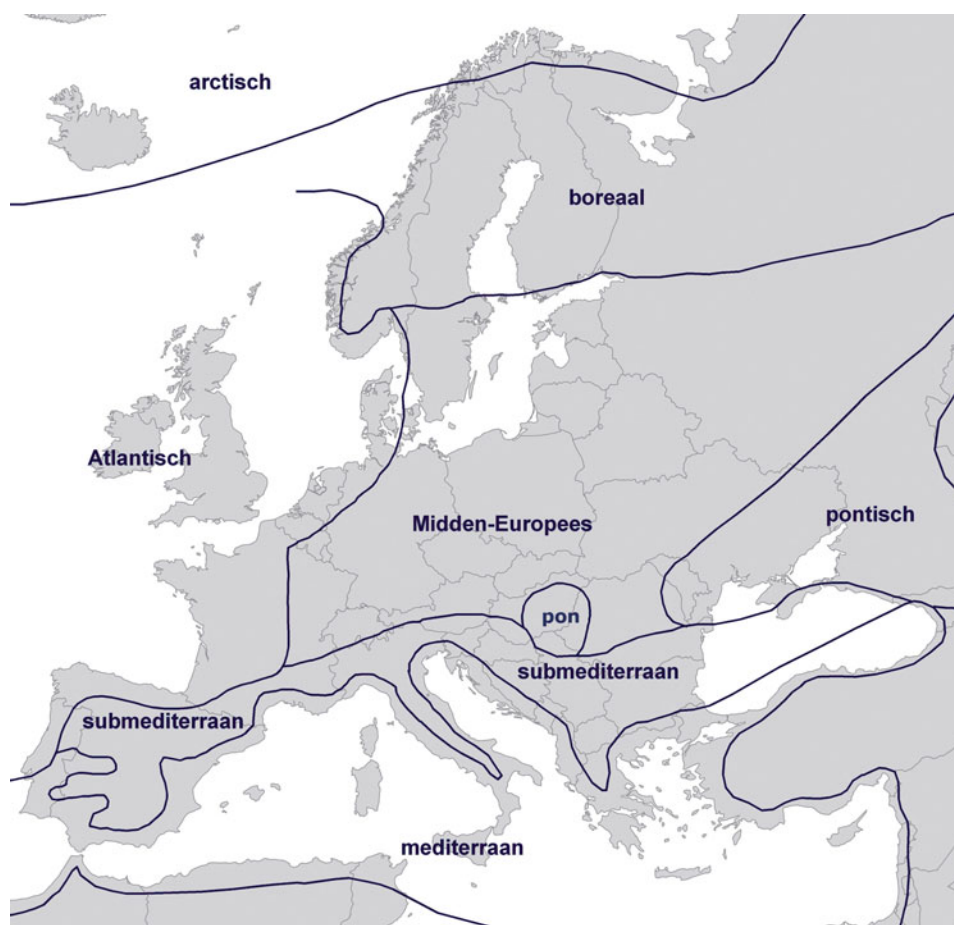 arctisch
boreaal
Atlantisch
Midden-Europees
pontisch
pon
submediterraan
submediterraan
mediterraan